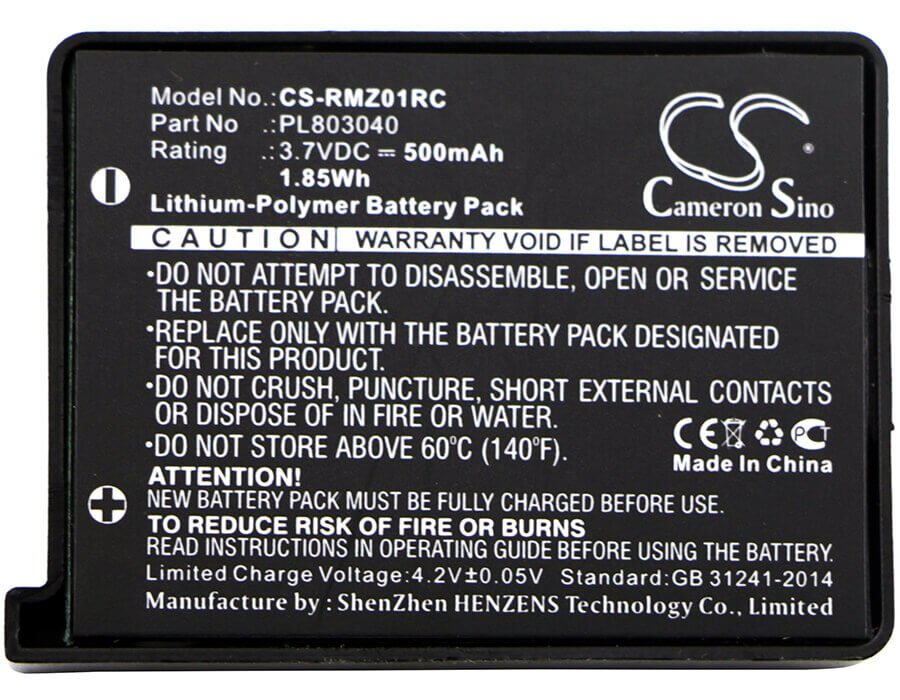 Model No.: CS-RMZ01RC
Part No .: PL803040
Rating .: 3.7VDC ⎓ 500mAh
1.85Wh
Lithium-Polymer Battery Pack
CS
Cameron Sino
CAUTION WARRANTY VOID IF LABEL IS REMOVED
•DO NOT ATTEMPT TO DISASSEMBLE, OPEN OR SERVICE
THE BATTERY PACK.
•REPLACE ONLY WITH THE BATTERY PACK DESIGNATED
FOR THIS PRODUCT.
•DO NOT CRUSH, PUNCTURE, SHORT EXTERNAL CONTACTS
OR DISPOSE OF IN FIRE OR WATER.
•DO NOT STORE ABOVE 60°C (140°F).
CE PCT
Made In China
ATTENTION!
NEW BATTERY PACK MUST BE FULLY CHARGED BEFORE USE.
TO REDUCE RISK OF FIRE OR BURNS
READ INSTRUCTIONS IN OPERATING GUIDE BEFORE USING THE BATTERY.
Limited Charge Voltage:4.2V±0.05V Standard:GB 31241-2014
Manufacture by : ShenZhen HENZENS Technology Co., Limited